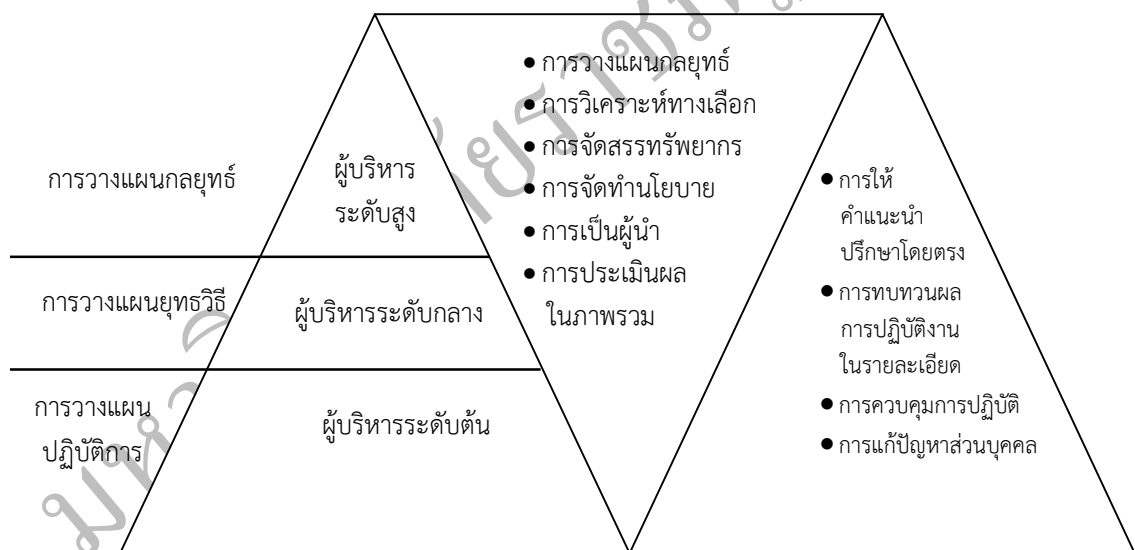 การวางแผนกลยุทธ์
ผู้บริหาร
ระดับสูง
การวางแผนยุทธวิธี
ผู้บริหารระดับกลาง
การวางแผน
ปฏิบัติการ
ผู้บริหารระดับต้น
● การวางแผนกลยุทธ์
● การวิเคราะห์ทางเลือก
● การจัดสรรทรัพยากร
● การจัดทำนโยบาย
● การเป็นผู้นำ
● การประเมินผล
ในภาพรวม
● การให้
คำแนะนำ
ปรึกษาโดยตรง
● การทบทวนผล
การปฏิบัติงาน
ในรายละเอียด
● การควบคุมการปฏิบัติ
● การแก้ปัญหาส่วนบุคคล